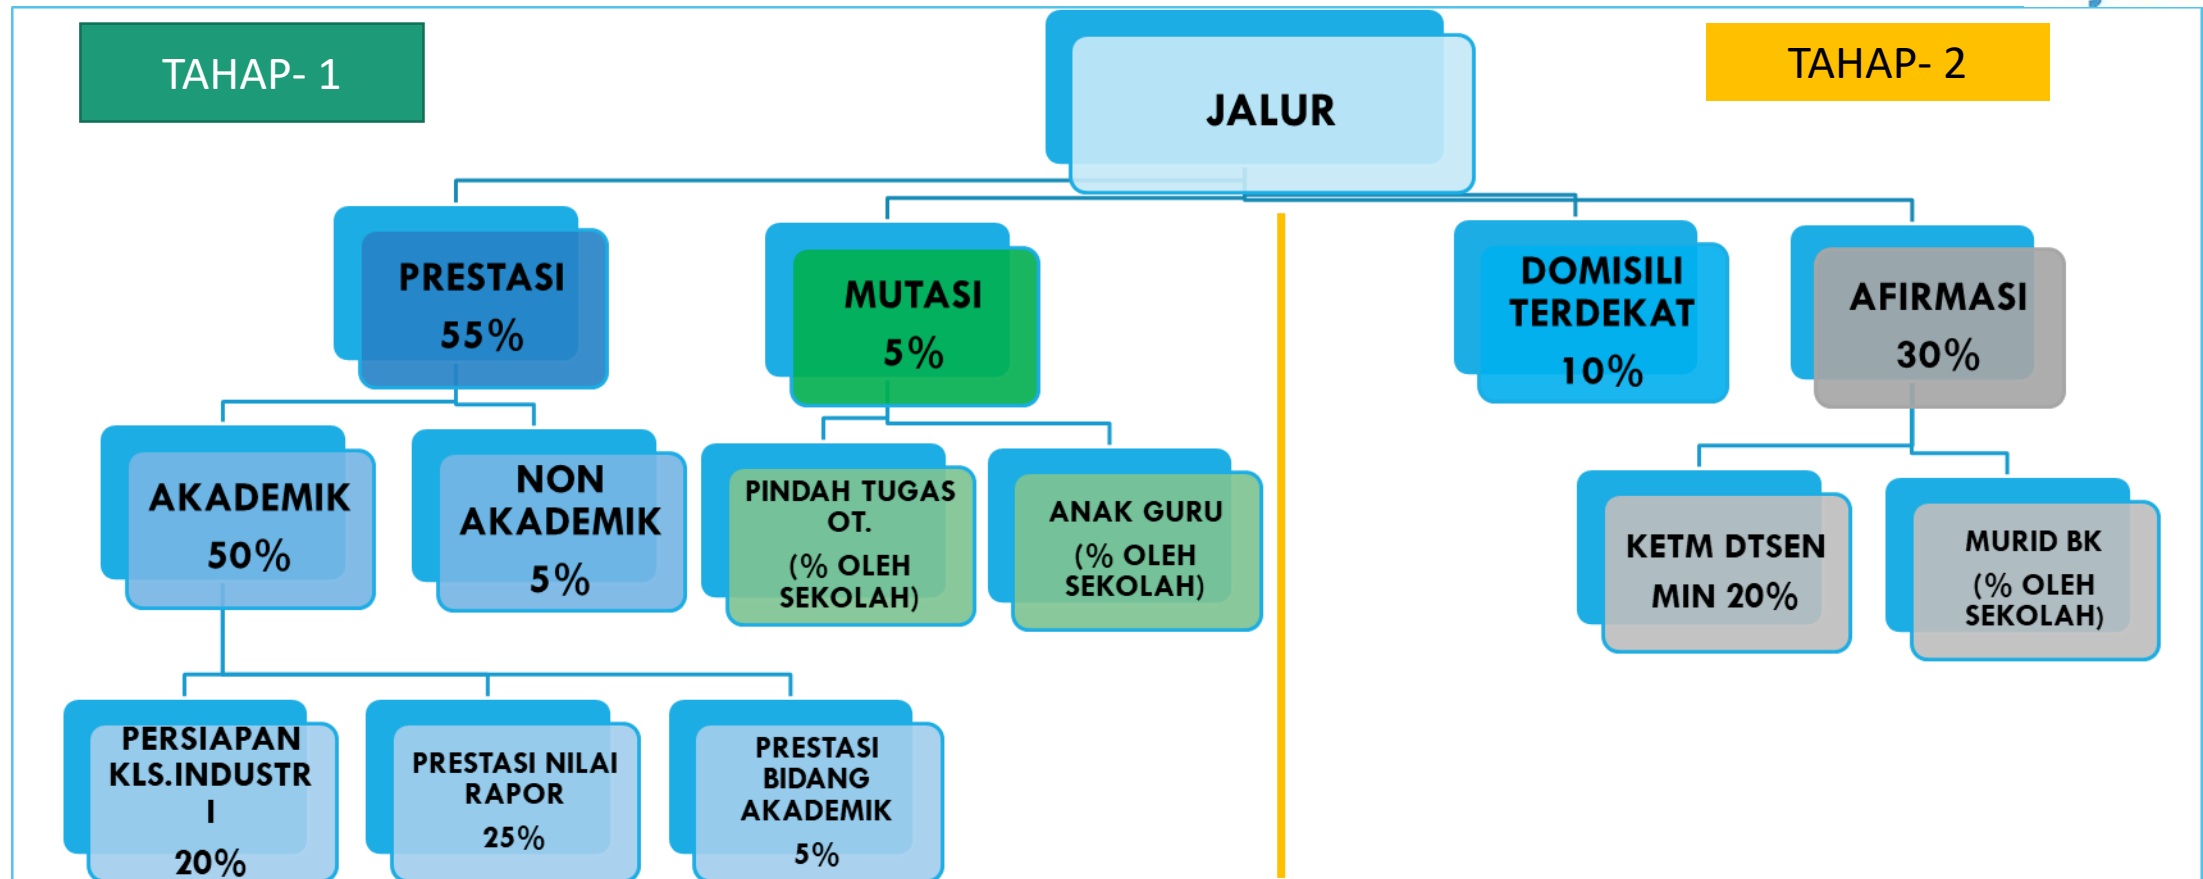 TAHAP- 1
JALUR
TAHAP- 2
PRESTASI
55%
MUTASI
5%
DOMISILI
TERDEKAT
10%
AFIRMASI
30%
AKADEMIK
50%
NON
AKADEMIK
5%
PINDAH TUGAS
OT.
(% OLEH
SEKOLAH)
ANAK GURU
(% OLEH
SEKOLAH)
KETM DTSEN
MIN 20%
MURID BK
(% OLEH
SEKOLAH)
PERSIAPAN
KLS.INDUSTR
I
20%
PRESTASI NILAI
RAPOR
25%
PRESTASI
BIDANG
AKADEMIK
5%